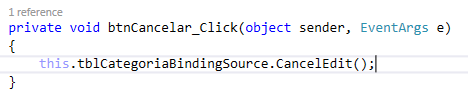 1 reference
private void btnCancelar_Click(object sender, EventArgs e)
{
    this.tblCategoriaBindingSource.CancelEdit();
}